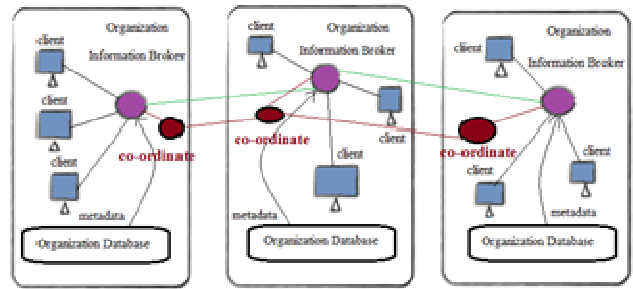 Organization
client
Information Broker
client
client
co-ordinate
metadata
Organization Database
Organization
client
Information Broker
client
co-ordinate
client
metadata
Organization Database
Organization
client
Information Broker
co-ordinate
client
client
metadata
Organization Database